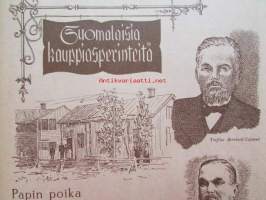 Suomalaisia
kauppiasperinteitä
Antikvariaatti.net
Papin poika